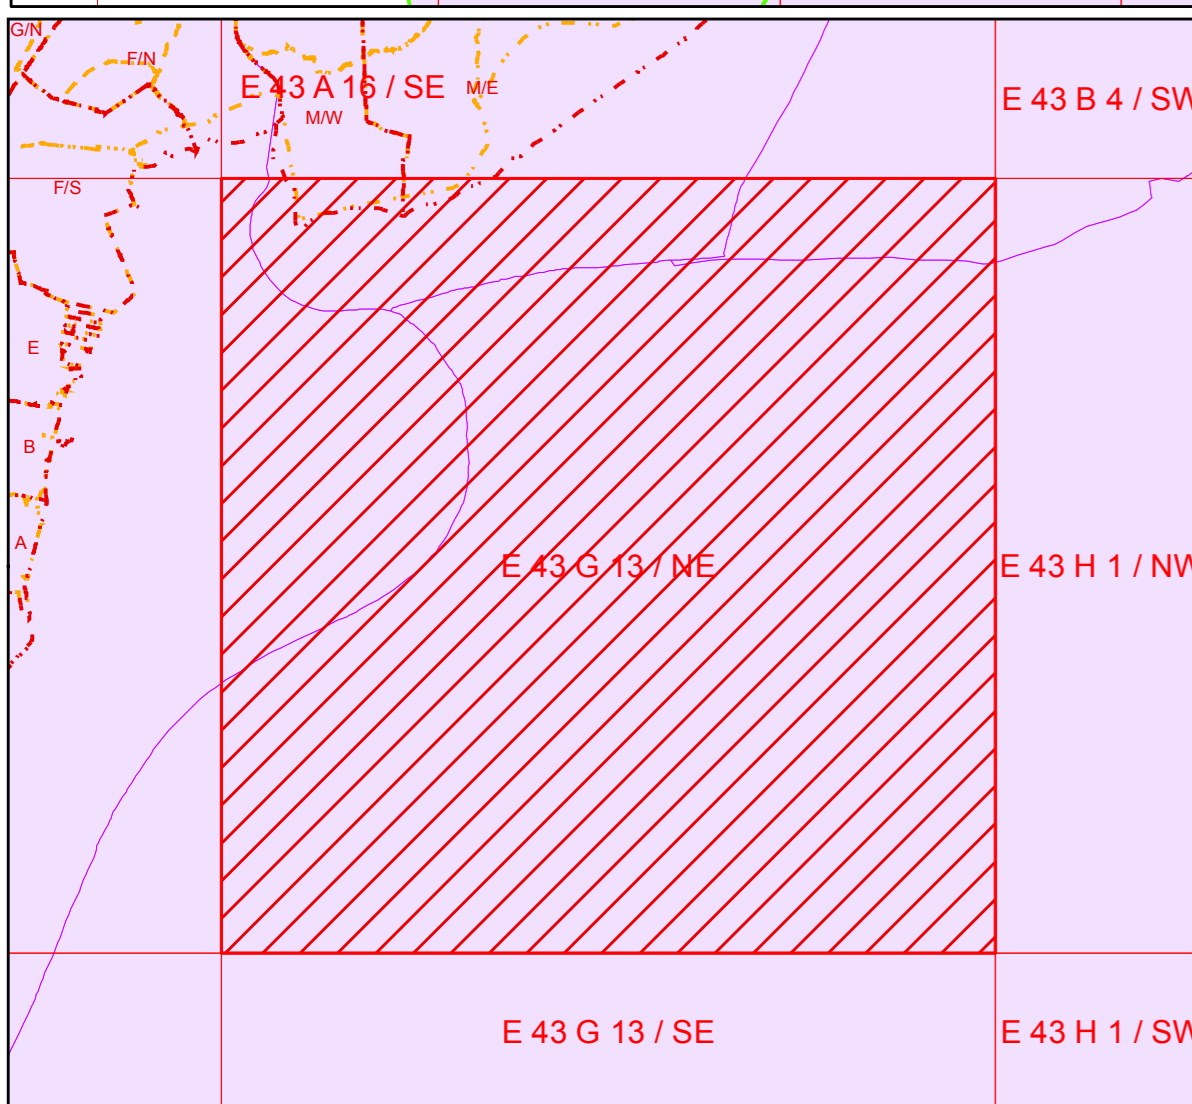 G/N
F/N
E 43 A 16 / SE
M/E
M/W
E 43 B 4 / SW
F/S
E
B
A
E 43 G 13 / NE
E 43 H 1 / NW
E 43 G 13 / SE
E 43 H 1 / SW